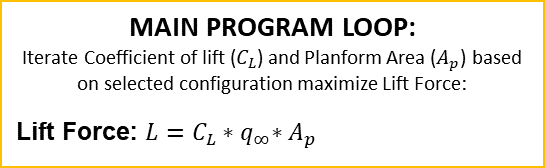 MAIN PROGRAM LOOP:
Iterate Coefficient of lift (C_L) and Planform Area (A_p) based
on selected configuration maximize Lift Force:
Lift Force: L = C_L * q_∞ * A_p